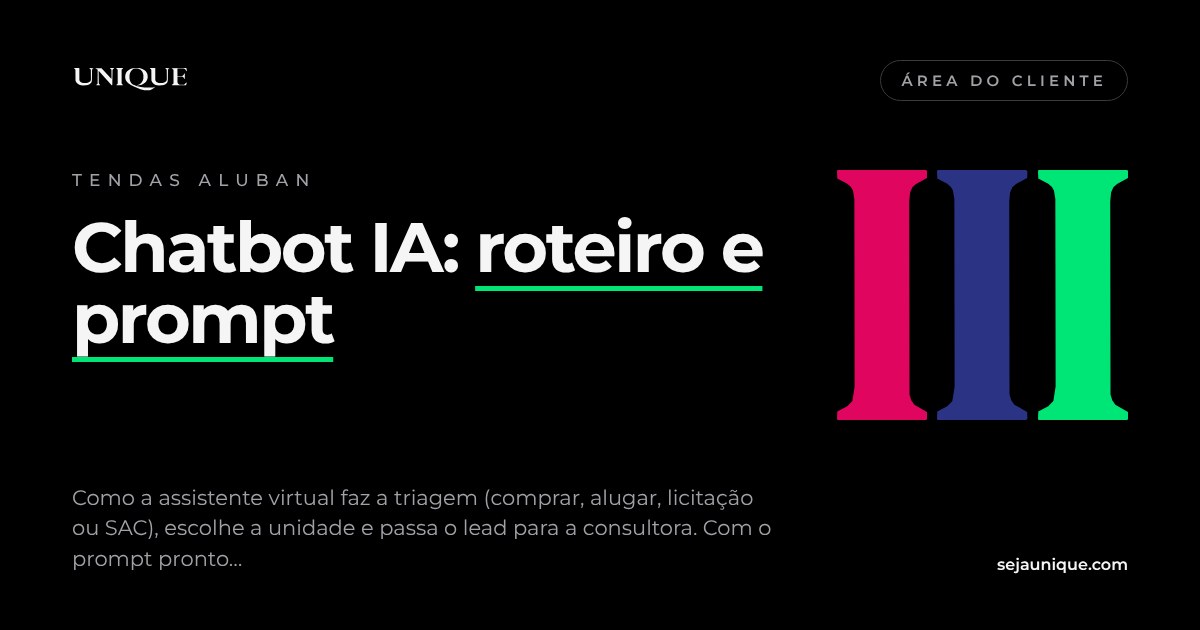 UNIQUE
ÁREA DO CLIENTE
TENDAS ALUBAN
Chatbot IA: roteiro e
prompt
Como a assistente virtual faz a triagem (comprar, alugar, licitação
ou SAC), escolhe a unidade e passa o lead para a consultora. Com o
prompt pronto...
sejaunique.com